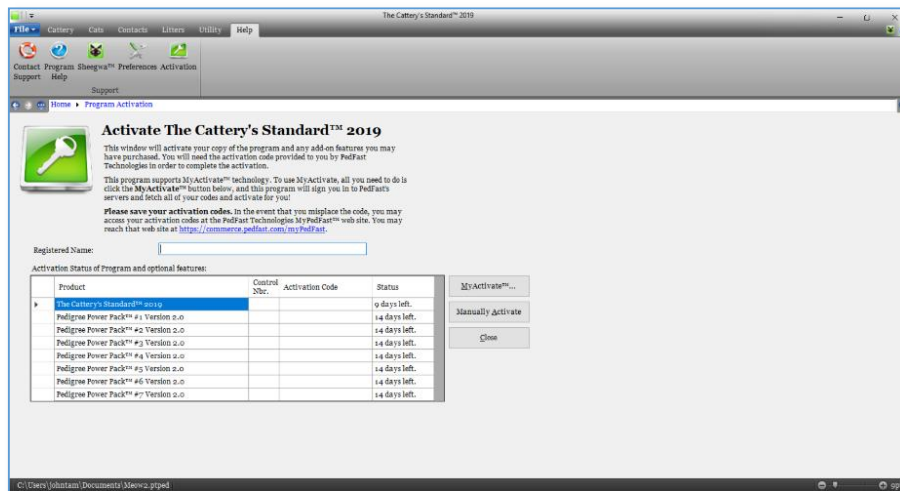 The Cattery's Standard™ 2019
File Cattery Cats Contacts Litters Utility Help
Contact Support Program Help Sheegwa™ Preferences Activation
Support
Home Program Activation
Activate The Cattery's Standard™ 2019
This window will activate your copy of the program and any add-on features you may
have purchased. You will need the activation code provided to you by PedFast
Technologies in order to complete the activation.
This program supports MyActivate™ technology. To use MyActivate, all you need to do is
click the MyActivate™ button below, and this program will sign you in to PedFast's
servers and fetch all of your codes and activate for you!
Please save your activation codes. In the event that you misplace the code, you may
access your activation codes at the PedFast Technologies MyPedFast™ web site. You may
reach that web site at https://commerce.pedfast.com/myPedFast.
Registered Name:
Activation Status of Program and optional features:
Product Control Nbr. Activation Code Status
The Cattery's Standard™ 2019 9 days left.
Pedigree Power Pack™ #1 Version 2.0 14 days left.
Pedigree Power Pack™ #2 Version 2.0 14 days left.
Pedigree Power Pack™ #3 Version 2.0 14 days left.
Pedigree Power Pack™ #4 Version 2.0 14 days left.
Pedigree Power Pack™ #5 Version 2.0 14 days left.
Pedigree Power Pack™ #6 Version 2.0 14 days left.
Pedigree Power Pack™ #7 Version 2.0 14 days left.
MyActivate™...
Manually Activate
Close
C:\Users\johntam\Documents\Meow2.ptped